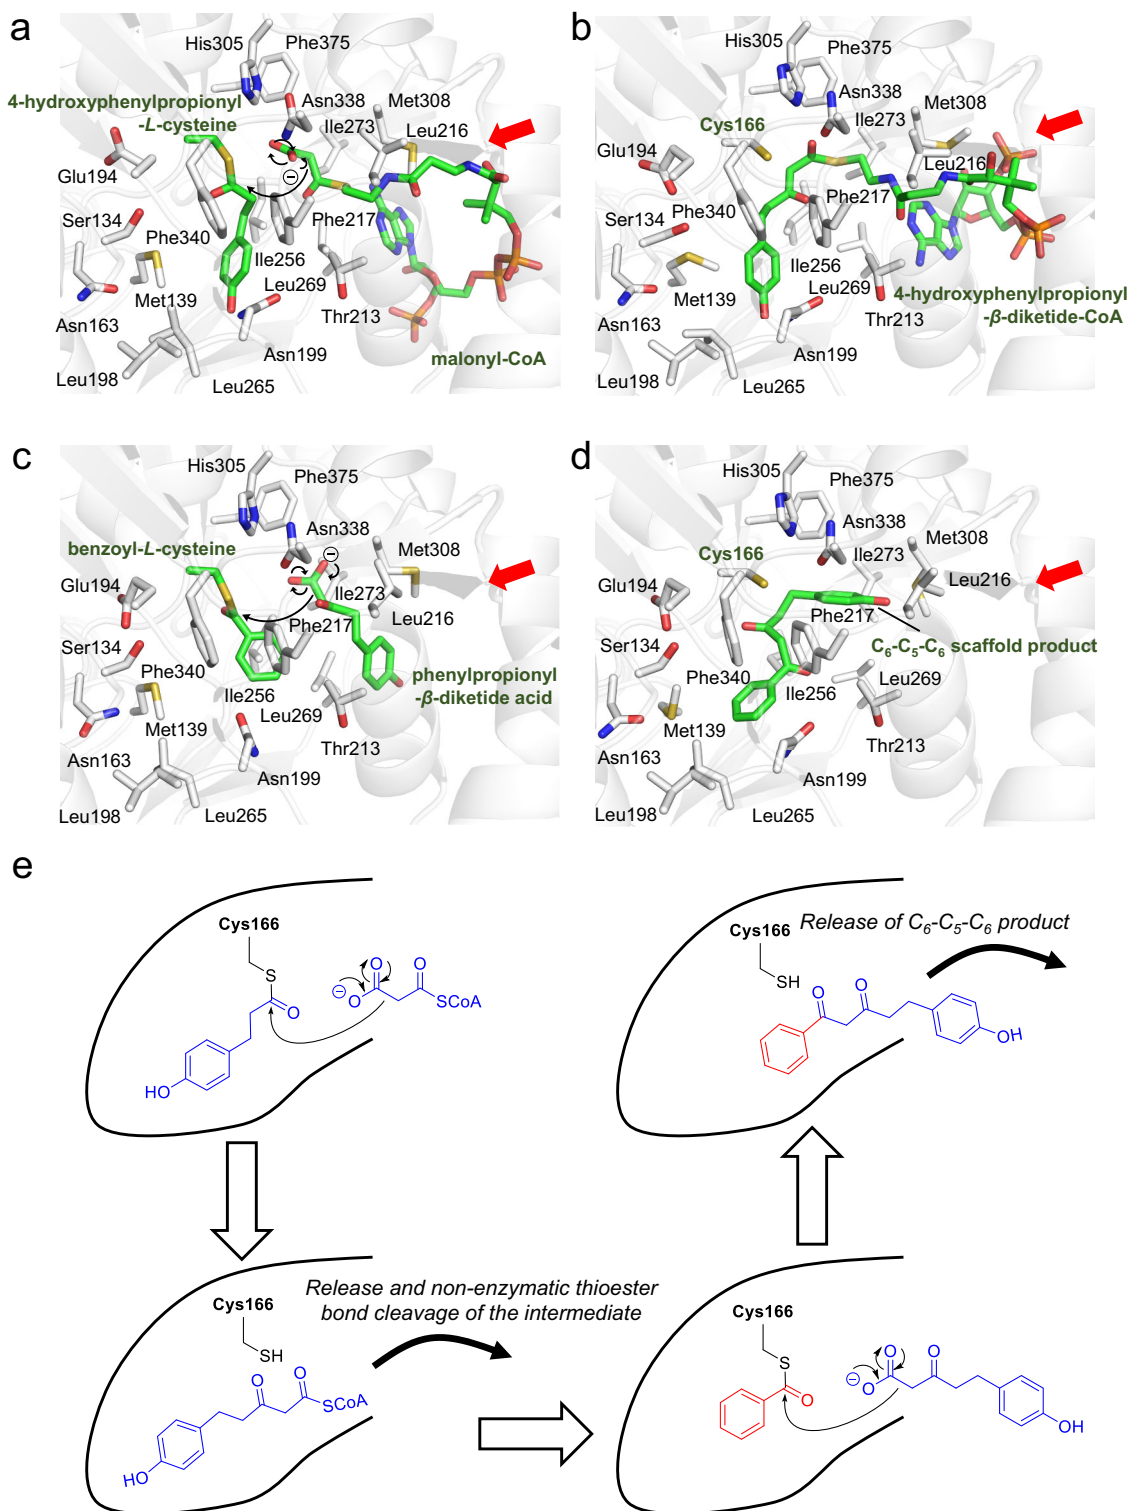 a
His305
Phe375
4-hydroxyphenylpropionyl
-L-cysteine
Asn338
Met308
Ile273
Leu216
Glu194
Ser134
Phe340
Phe217
Ile256
Met139
Leu269
Asn163
Thr213
Asn199
malonyl-CoA
Leu198
Leu265
b
His305
Phe375
Asn338
Met308
Cys166
Ile273
Glu194
Leu216
Ser134
Phe340
Phe217
Ile256
Met139
Leu269
4-hydroxyphenylpropionyl
-β-diketide-CoA
Asn163
Thr213
Asn199
Leu198
Leu265
c
His305
Phe375
Asn338
benzoyl-L-cysteine
Met308
Glu194
Ile273
Leu216
Phe217
Ser134
Phe340
phenylpropionyl
-β-diketide acid
Ile256
Leu269
Met139
Thr213
Asn163
Asn199
Leu198
Leu265
d
His305
Phe375
Asn338
Met308
Cys166
Ile273
Glu194
Leu216
Phe217
Ser134
C6-C5-C6 scaffold product
Phe340
Ile256
Leu269
Met139
Thr213
Asn163
Asn199
Leu198
Leu265
e
Cys166
S
O
O
O
O
SCoA
HO
Release of C6-C5-C6 product
Cys166
SH
O
O
OH
Release and non-enzymatic thioester
bond cleavage of the intermediate
Cys166
SH
O
O
SCoA
HO
Cys166
S
O
O
O
O
OH